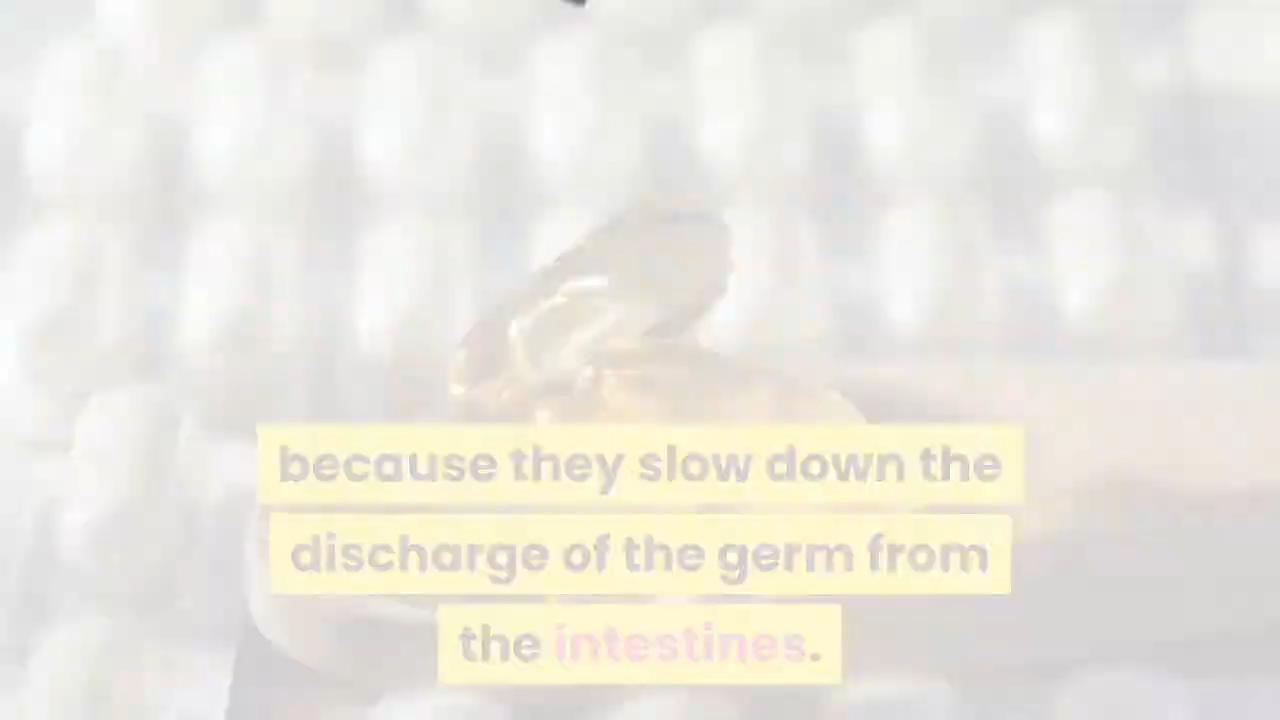 because they slow down the
discharge of the germ from
the intestines.